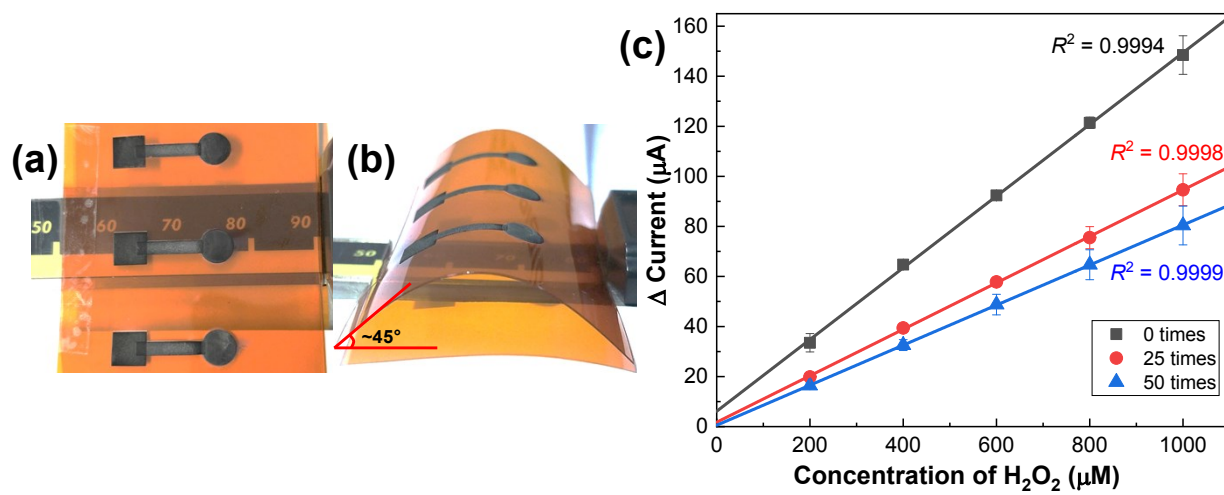 (a)
50 60 70 80 90
(b)
50
~45°
(c)
R² = 0.9994
R² = 0.9998
R² = 0.9999
Δ Current (µA)
160
140
120
100
80
60
40
20
0
0 200 400 600 800 1000
Concentration of H₂O₂ (µM)
0 times
25 times
50 times